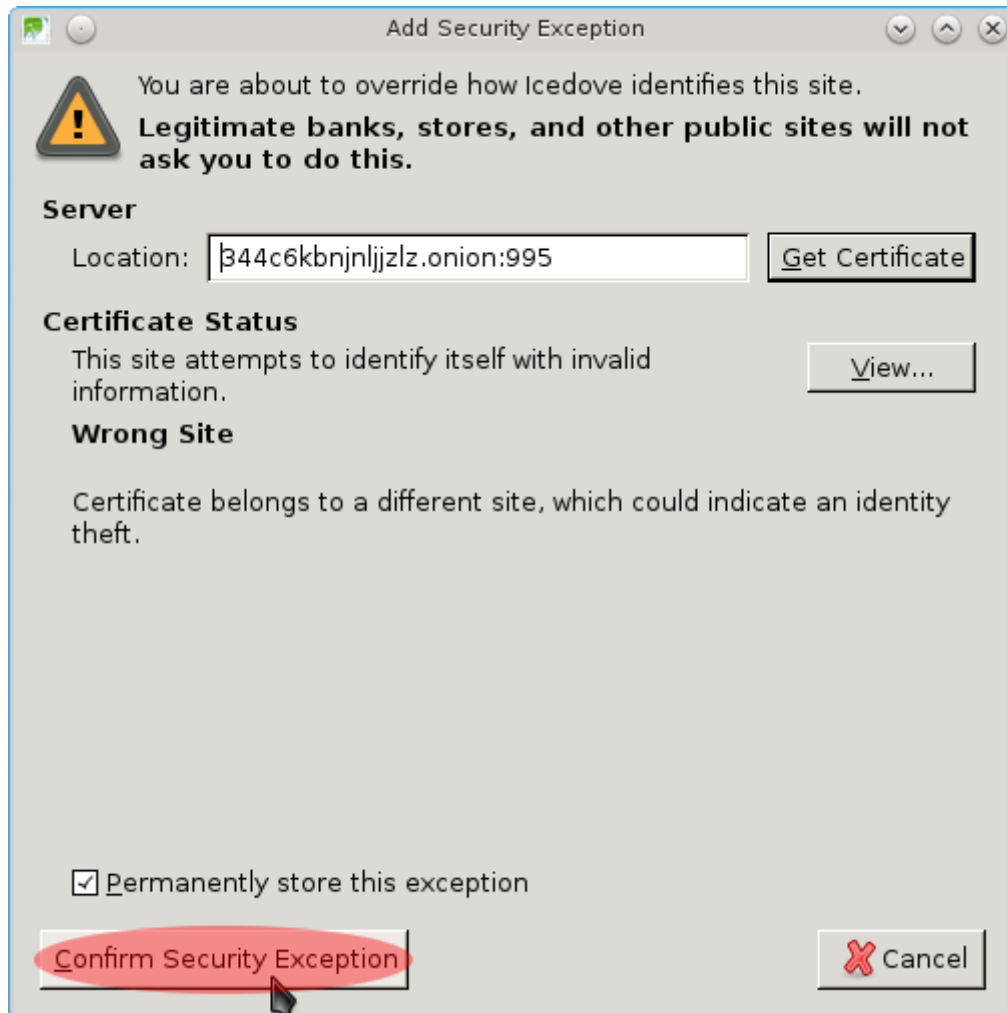 Add Security Exception
You are about to override how Icedove identifies this site.
Legitimate banks, stores, and other public sites will not
ask you to do this.
Server
Location: 344c6kbnjnljjzlz.onion:995 Get Certificate
Certificate Status
This site attempts to identify itself with invalid
information.
View...
Wrong Site
Certificate belongs to a different site, which could indicate an identity
theft.
Permanently store this exception
Confirm Security Exception Cancel